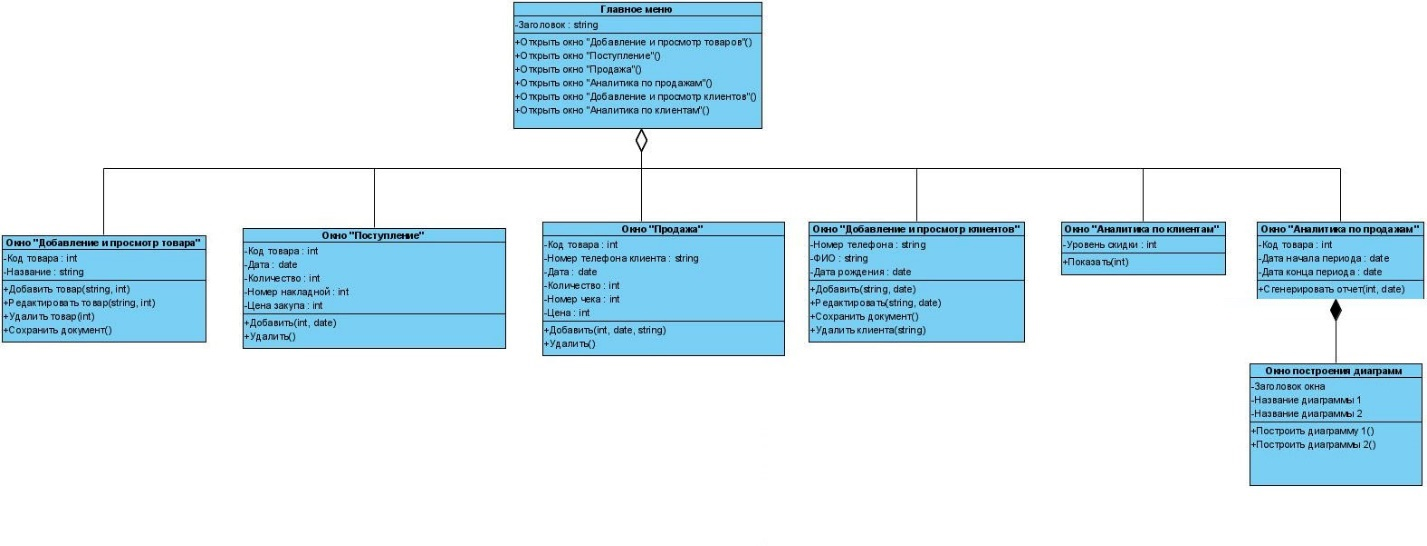 Главное меню
-Заголовок : string
+Открыть окно "Добавление и просмотр товаров"()
+Открыть окно "Поступление"()
+Открыть окно "Продажа"()
+Открыть окно "Аналитика по продажам"()
+Открыть окно "Добавление и просмотр клиентов"()
+Открыть окно "Аналитика по клиентам"()
Окно "Добавление и просмотр товара"
-Код товара : int
-Название : string
+Добавить товар(string, int)
+Редактировать товар(string, int)
+Удалить товар(int)
+Сохранить документ()
Окно "Поступление"
-Код товара : int
-Дата : date
-Количество : int
-Номер накладной : int
-Цена закупа : int
+Добавить(int, date)
+Удалить()
Окно "Продажа"
-Код товара : int
-Номер телефона клиента : string
-Дата : date
-Количество : int
-Номер чека : int
-Цена : int
+Добавить(int, date, string)
+Удалить()
Окно "Добавление и просмотр клиентов"
-Номер телефона : string
-ФИО : string
-Дата рождения : date
+Добавить(string, date)
+Редактировать(string, date)
+Сохранить документ()
+Удалить клиента(string)
Окно "Аналитика по клиентам"
-Уровень скидки : int
+Показать(int)
Окно "Аналитика по продажам"
-Код товара : int
-Дата начала периода : date
-Дата конца периода : date
+Сгенерировать отчет(int, date)
Окно построения диаграмм
-Заголовок окна
-Название диаграммы 1
-Название диаграммы 2
+Построить диаграмму 1()
+Построить диаграммы 2()